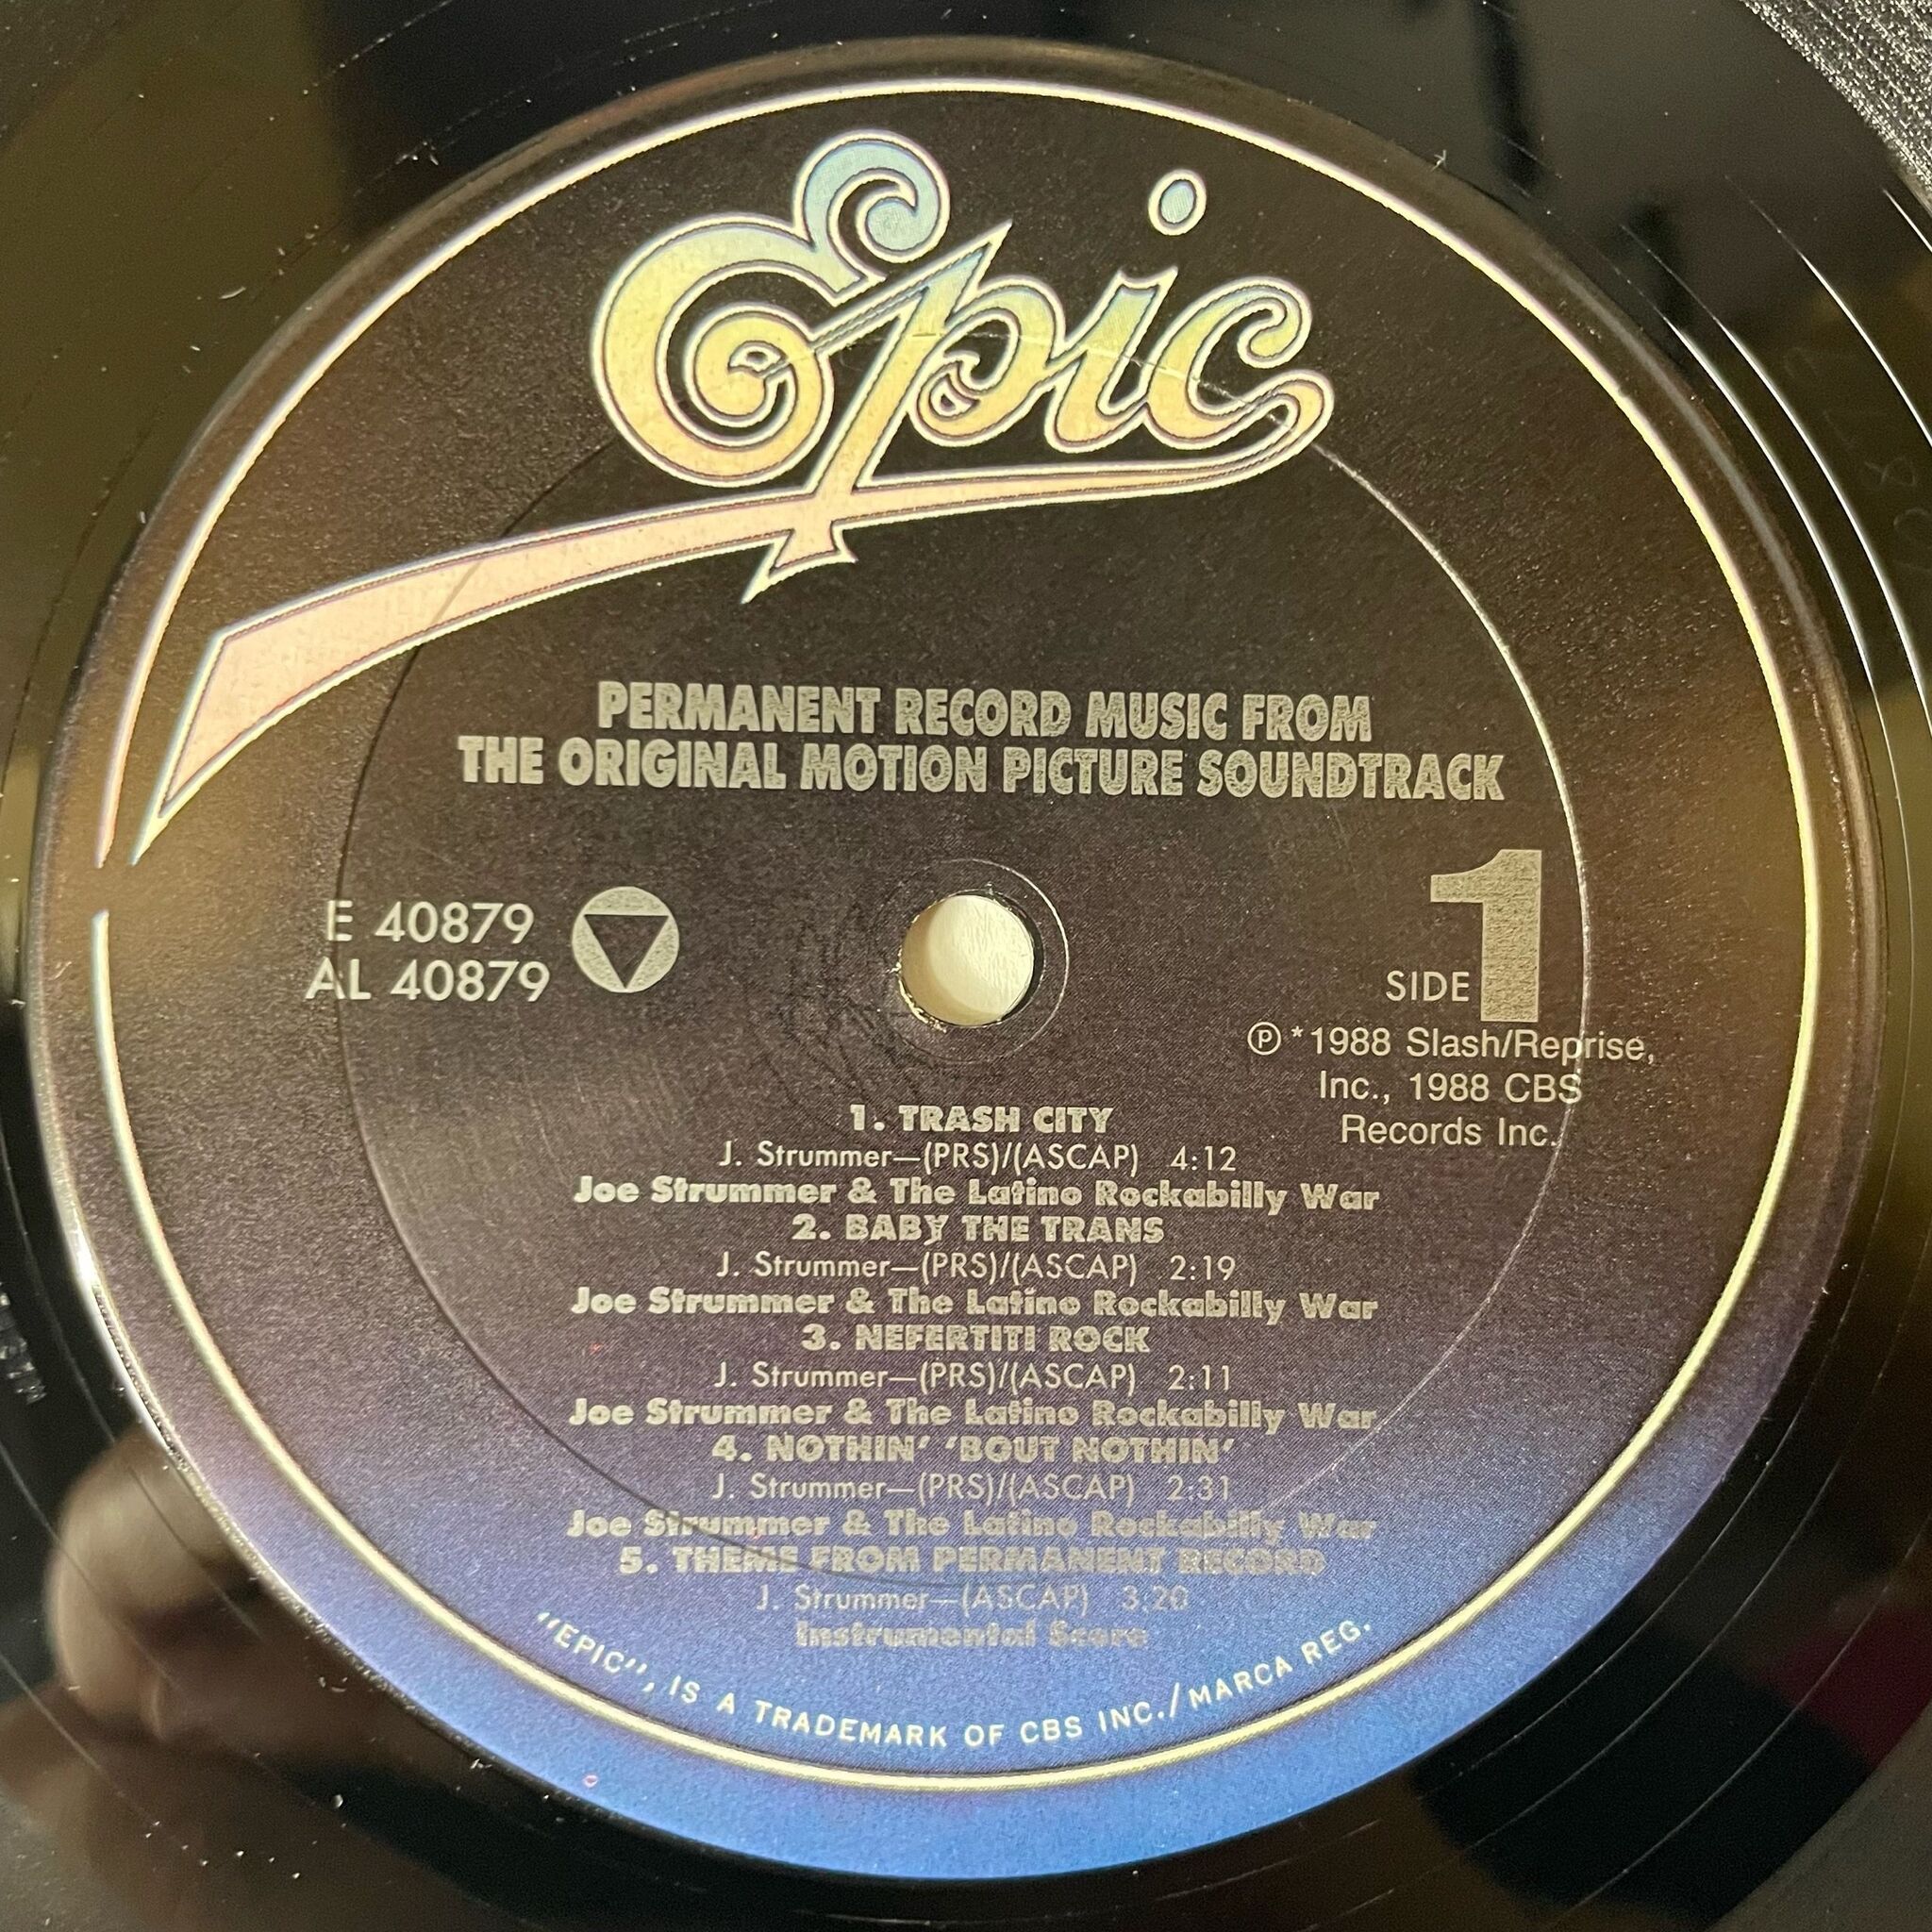 Epic
PERMANENT RECORD MUSIC FROM
THE ORIGINAL MOTION PICTURE SOUNDTRACK
E 40879
AL 40879
SIDE 1
℗ *1988 Slash/Reprise,
Inc., 1988 CBS
Records Inc.
1. TRASH CITY
J. Strummer—(PRS)/(ASCAP) 4:12
Joe Strummer & The Latino Rockabilly War
2. BABY THE TRANS
J. Strummer—(PRS)/(ASCAP) 2:19
Joe Strummer & The Latino Rockabilly War
3. NEFERTITI ROCK
J. Strummer—(PRS)/(ASCAP) 2:11
Joe Strummer & The Latino Rockabilly War
4. NOTHIN' 'BOUT NOTHIN'
J. Strummer—(PRS)/(ASCAP) 2:31
Joe Strummer & The Latino Rockabilly War
5. THEME FROM PERMANENT RECORD
J. Strummer—(ASCAP) 3:20
Instrumental Score
"EPIC", IS A TRADEMARK OF CBS INC./MARCA REG.